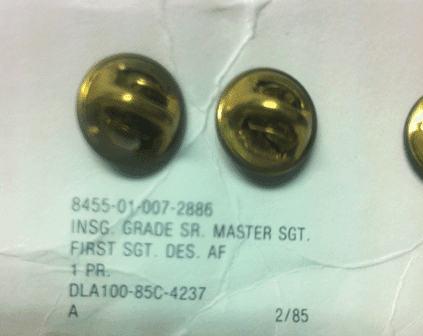 8455-01-007-2886
INSG. GRADE SR. MASTER SGT.
FIRST SGT. DES. AF
1 PR.
DLA100-85C-4237
A 2/85